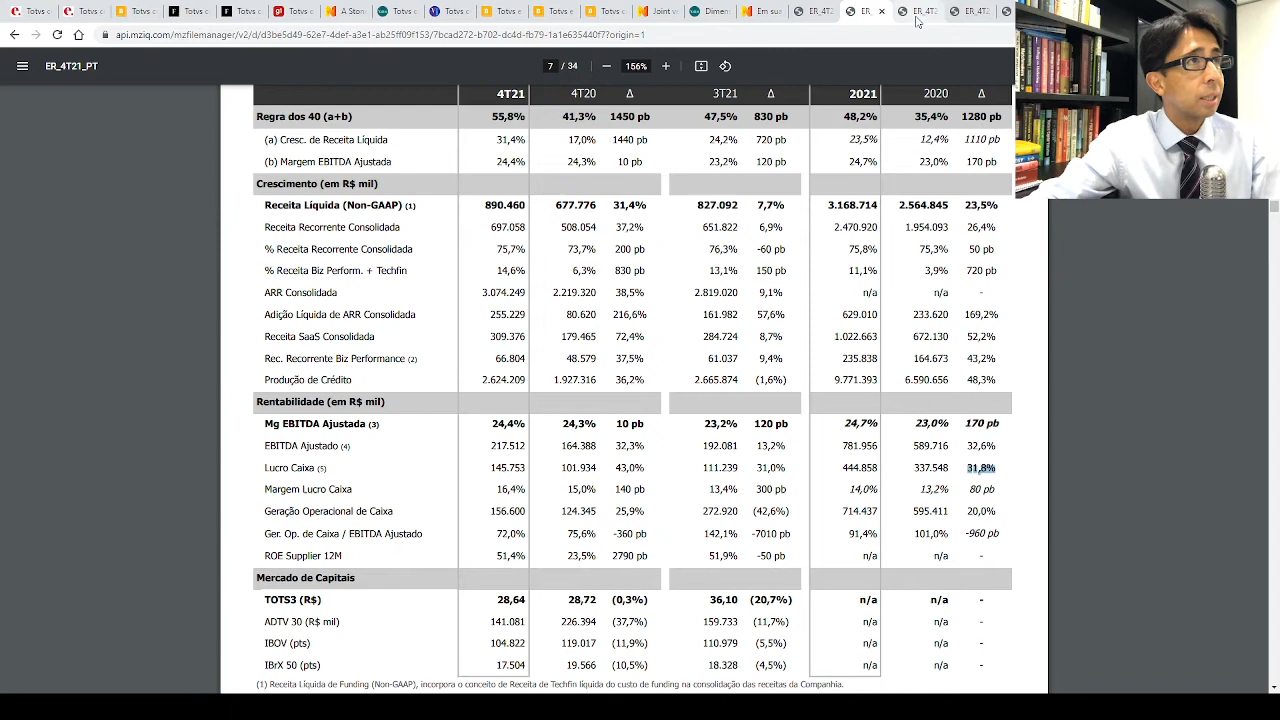 Totvs c
Totvs c
Totvs c
Totvs c
Totvs c
Totvs c
A Ston
Totvs c
Totvs c
Totvs e
Totvs e
Totvs c
Joint ve
Dimen
Em sua
ER_4T2
ER_
ER_4T2
ER_4T2
api.mziq.com/mzfilemanager/v2/d/d3be5d49-62e7-4def-a3e1-ab25ff09f153/7bcad272-b702-dc4d-fb79-1a1e635440f7?origin=1
ER_4T21_PT 7 / 34 156%
4T21 4T20 Δ 3T21 Δ 2021 2020 Δ
Regra dos 40 (a+b) 55,8% 41,3% 1450 pb 47,5% 830 pb 48,2% 35,4% 1280 pb
(a) Cresc. de Receita Líquida 31,4% 17,0% 1440 pb 24,2% 720 pb 23,5% 12,4% 1110 pb
(b) Margem EBITDA Ajustada 24,4% 24,3% 10 pb 23,2% 120 pb 24,7% 23,0% 170 pb
Crescimento (em R$ mil)
Receita Líquida (Non-GAAP) (1) 890.460 677.776 31,4% 827.092 7,7% 3.168.714 2.564.845 23,5%
Receita Recorrente Consolidada 697.058 508.054 37,2% 651.822 6,9% 2.470.920 1.954.093 26,4%
% Receita Recorrente Consolidada 75,7% 73,7% 200 pb 76,3% -60 pb 75,8% 75,3% 50 pb
% Receita Biz Perform. + Techfin 14,6% 6,3% 830 pb 13,1% 150 pb 11,1% 3,9% 720 pb
ARR Consolidada 3.074.249 2.219.320 38,5% 2.819.020 9,1% n/a n/a -
Adição Líquida de ARR Consolidada 255.229 80.620 216,6% 161.982 57,6% 629.010 233.620 169,2%
Receita SaaS Consolidada 309.376 179.465 72,4% 284.724 8,7% 1.022.663 672.130 52,2%
Rec. Recorrente Biz Performance (2) 66.804 48.579 37,5% 61.037 9,4% 235.838 164.673 43,2%
Produção de Crédito 2.624.209 1.927.316 36,2% 2.665.874 (1,6%) 9.771.393 6.590.656 48,3%
Rentabilidade (em R$ mil)
Mg EBITDA Ajustada (3) 24,4% 24,3% 10 pb 23,2% 120 pb 24,7% 23,0% 170 pb
EBITDA Ajustado (4) 217.512 164.388 32,3% 192.081 13,2% 781.956 589.716 32,6%
Lucro Caixa (5) 145.753 101.934 43,0% 111.239 31,0% 444.858 337.548 31,8%
Margem Lucro Caixa 16,4% 15,0% 140 pb 13,4% 300 pb 14,0% 13,2% 80 pb
Geração Operacional de Caixa 156.600 124.345 25,9% 272.920 (42,6%) 714.437 595.411 20,0%
Ger. Op. de Caixa / EBITDA Ajustado 72,0% 75,6% -360 pb 142,1% -7010 pb 91,4% 101,0% -960 pb
ROE Supplier 12M 51,4% 23,5% 2790 pb 51,9% -50 pb n/a n/a -
Mercado de Capitais
TOTS3 (R$) 28,64 28,72 (0,3%) 36,10 (20,7%) n/a n/a -
ADTV 30 (R$ mil) 141.081 226.394 (37,7%) 159.733 (11,7%) n/a n/a -
IBOV (pts) 104.822 119.017 (11,9%) 110.979 (5,5%) n/a n/a -
IBrX 50 (pts) 17.504 19.566 (10,5%) 18.328 (4,5%) n/a n/a -
(1) Receita Líquida de Funding (Non-GAAP), incorpora o conceito de Receita de Techfin líquida do custo de funding na consolidação das receitas da Companhia.